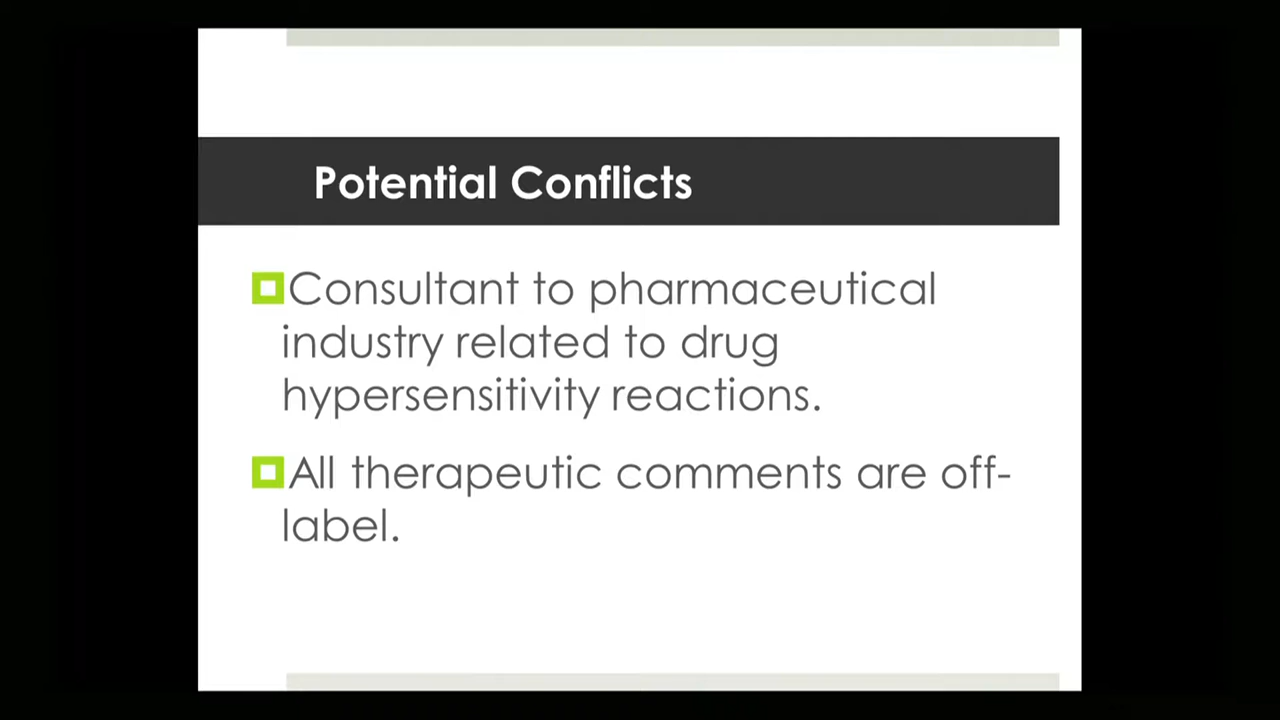 Potential Conflicts
Consultant to pharmaceutical
industry related to drug
hypersensitivity reactions.
All therapeutic comments are off-
label.